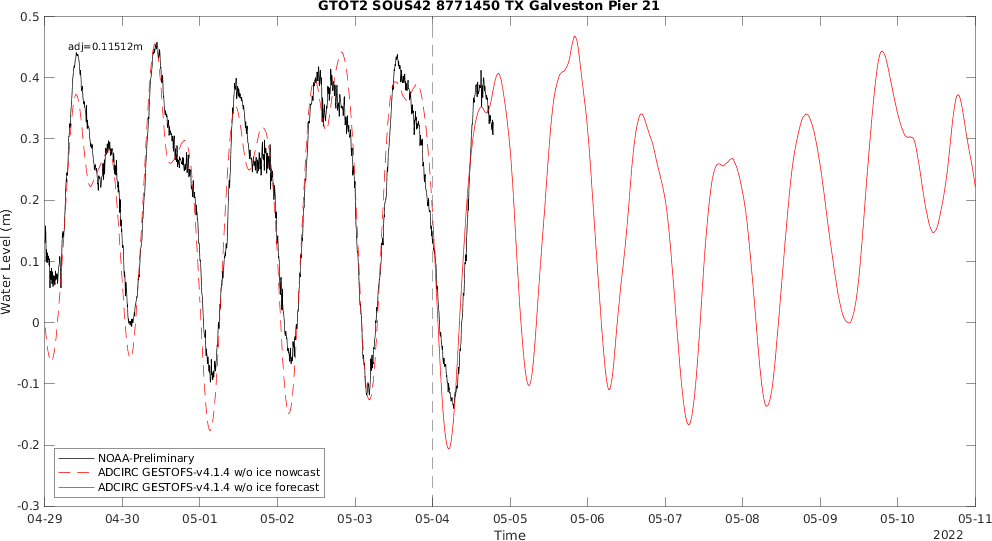 GTOT2 SOUS42 8771450 TX Galveston Pier 21
adj=0.11512m
0.5
0.4
0.3
0.2
0.1
0
-0.1
-0.2
-0.3
Water Level (m)
NOAA-Preliminary
ADCIRC GESTOFS-v4.1.4 w/o ice nowcast
ADCIRC GESTOFS-v4.1.4 w/o ice forecast
04-29 04-30 05-01 05-02 05-03 05-04 05-05 05-06 05-07 05-08 05-09 05-10 05-11
Time
2022